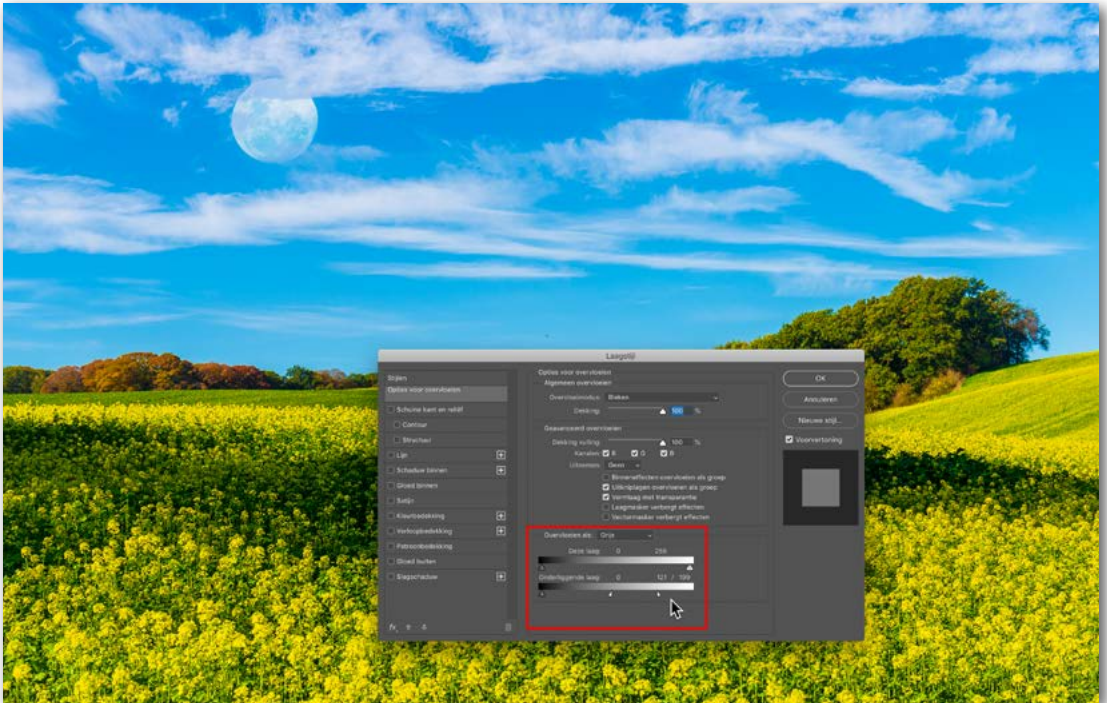 Laagstijl
Stijlen
Opties voor overvloeien
Schuine kant en reliëf
Contour
Structuur
Lijn
Schaduw binnen
Gloed binnen
Satijn
Kleurbedekking
Verloopbedekking
Patroonbedekking
Gloed buiten
Slagschaduw
fx
Opties voor overvloeien
Algemeen overvloeien
Overvloeimodus: Bleken
Dekking: 100 %
Geavanceerd overvloeien
Dekking vulling: 100 %
Kanalen: R G B
Uitnemen: Geen
Binneneffecten overvloeien als groep
Uitkniplagen overvloeien als groep
Vormlaag met transparantie
Laagmasker verbergt effecten
Vectormasker verbergt effecten
Overvloeien als: Grijs
Deze laag: 0 255
Onderliggende laag: 0 121 / 199
OK
Annuleren
Nieuwe stijl...
Voorvertoning